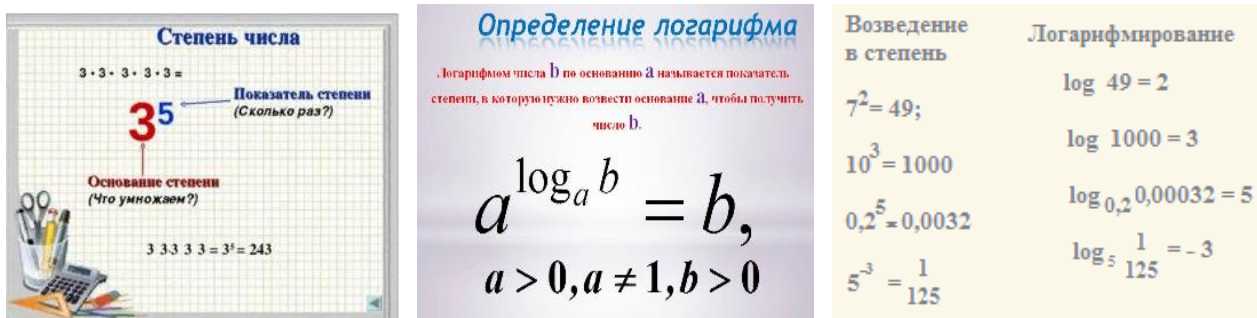 Степень числа
3 • 3 • 3 • 3 • 3 =
3⁵
Показатель степени
(Сколько раз?)
Основание степени
(Что умножаем?)
3 3·3 3 3 = 3⁵ = 243
Определение логарифма
Логарифмом числа b по основанию a называется показатель
степени, в которую нужно возвести основание a, чтобы получить
число b.
a^(logₐ b) = b,
a > 0, a ≠ 1, b > 0
Возведение
в степень
7² = 49;
10³ = 1000
0,2⁵ = 0,0032
5⁻³ = 1/125
Логарифмирование
log 49 = 2
log 1000 = 3
log₀,₂ 0,00032 = 5
log₅ 1/125 = - 3